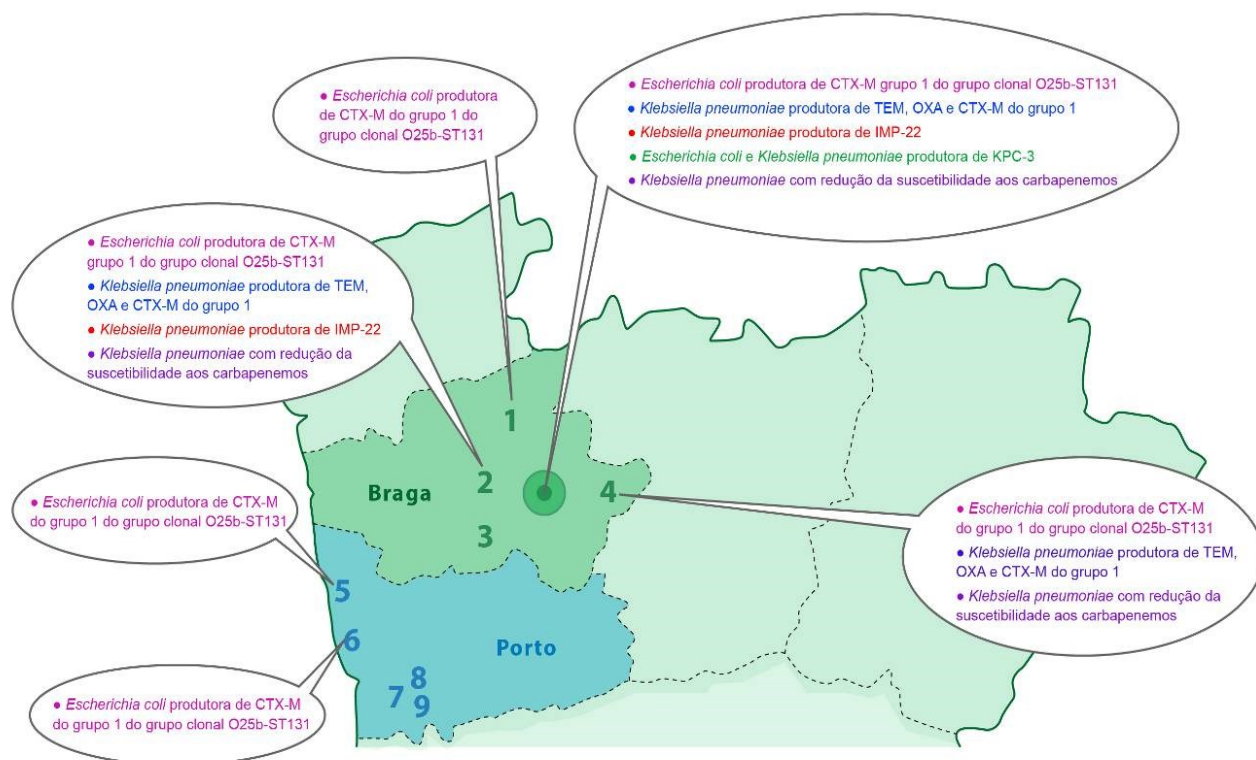 ● Escherichia coli produtora
de CTX-M do grupo 1 do
grupo clonal O25b-ST131
● Escherichia coli produtora de CTX-M grupo 1 do grupo clonal O25b-ST131
● Klebsiella pneumoniae produtora de TEM, OXA e CTX-M do grupo 1
● Klebsiella pneumoniae produtora de IMP-22
● Escherichia coli e Klebsiella pneumoniae produtora de KPC-3
● Klebsiella pneumoniae com redução da suscetibilidade aos carbapenemos
● Escherichia coli produtora de CTX-M
grupo 1 do grupo clonal O25b-ST131
● Klebsiella pneumoniae produtora de TEM,
OXA e CTX-M do grupo 1
● Klebsiella pneumoniae produtora de IMP-22
● Klebsiella pneumoniae com redução da
suscetibilidade aos carbapenemos
1
2
Braga
4
3
● Escherichia coli produtora de CTX-M
do grupo 1 do grupo clonal O25b-ST131
● Escherichia coli produtora de CTX-M
do grupo 1 do grupo clonal O25b-ST131
● Klebsiella pneumoniae produtora de TEM,
OXA e CTX-M do grupo 1
● Klebsiella pneumoniae com redução da
suscetibilidade aos carbapenemos
5
6
Porto
8
7
9
● Escherichia coli produtora de CTX-M
do grupo 1 do grupo clonal O25b-ST131